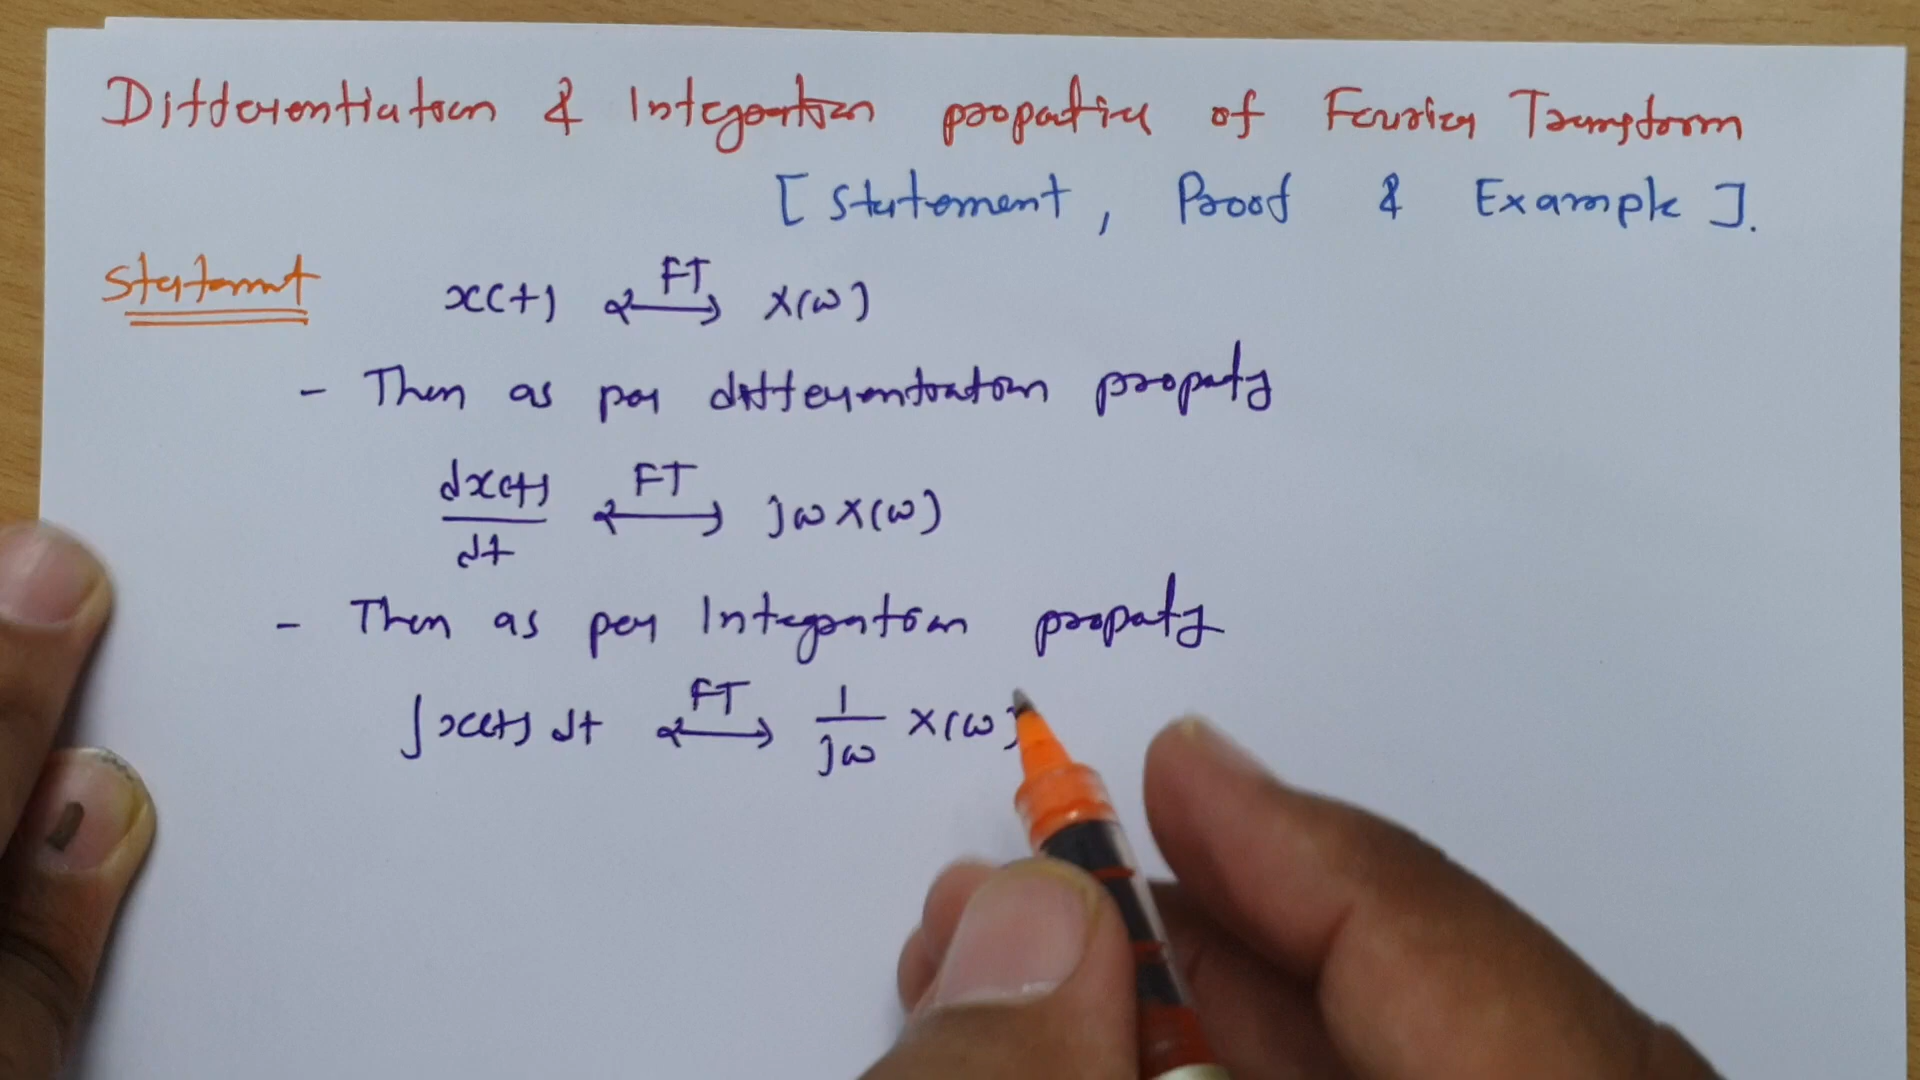 Differentiation & Integration properties of Fourier Transform
[ Statement, Proof & Example ].
Statement x(t) ⟷ FT X(ω)
- Then as per differentiation property
dx(t)/dt ⟷ FT jω X(ω)
- Then as per Integration property
∫x(t) dt ⟷ FT 1/jω X(ω)